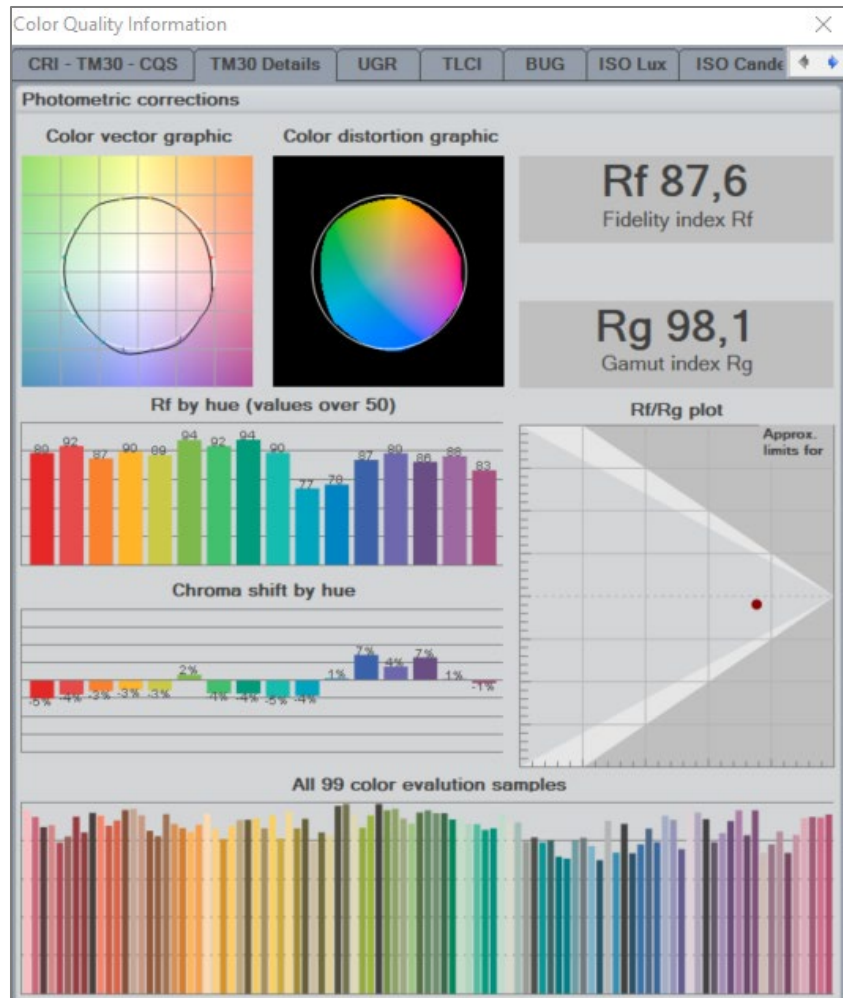 Color Quality Information
CRI - TM30 - CQS TM30 Details UGR TLCI BUG ISO Lux ISO Cande
Photometric corrections
Color vector graphic Color distortion graphic
Rf 87,6
Fidelity index Rf
Rg 98,1
Gamut index Rg
Rf by hue (values over 50)
89 92 87 90 89 94 92 94 90 77 78 87 89 86 88 83
Rf/Rg plot
Approx.
limits for
Chroma shift by hue
-5% -4% -3% -3% -3% 2% -4% -4% -5% -4% 1% 7% 4% 7% 1% -1%
All 99 color evalution samples